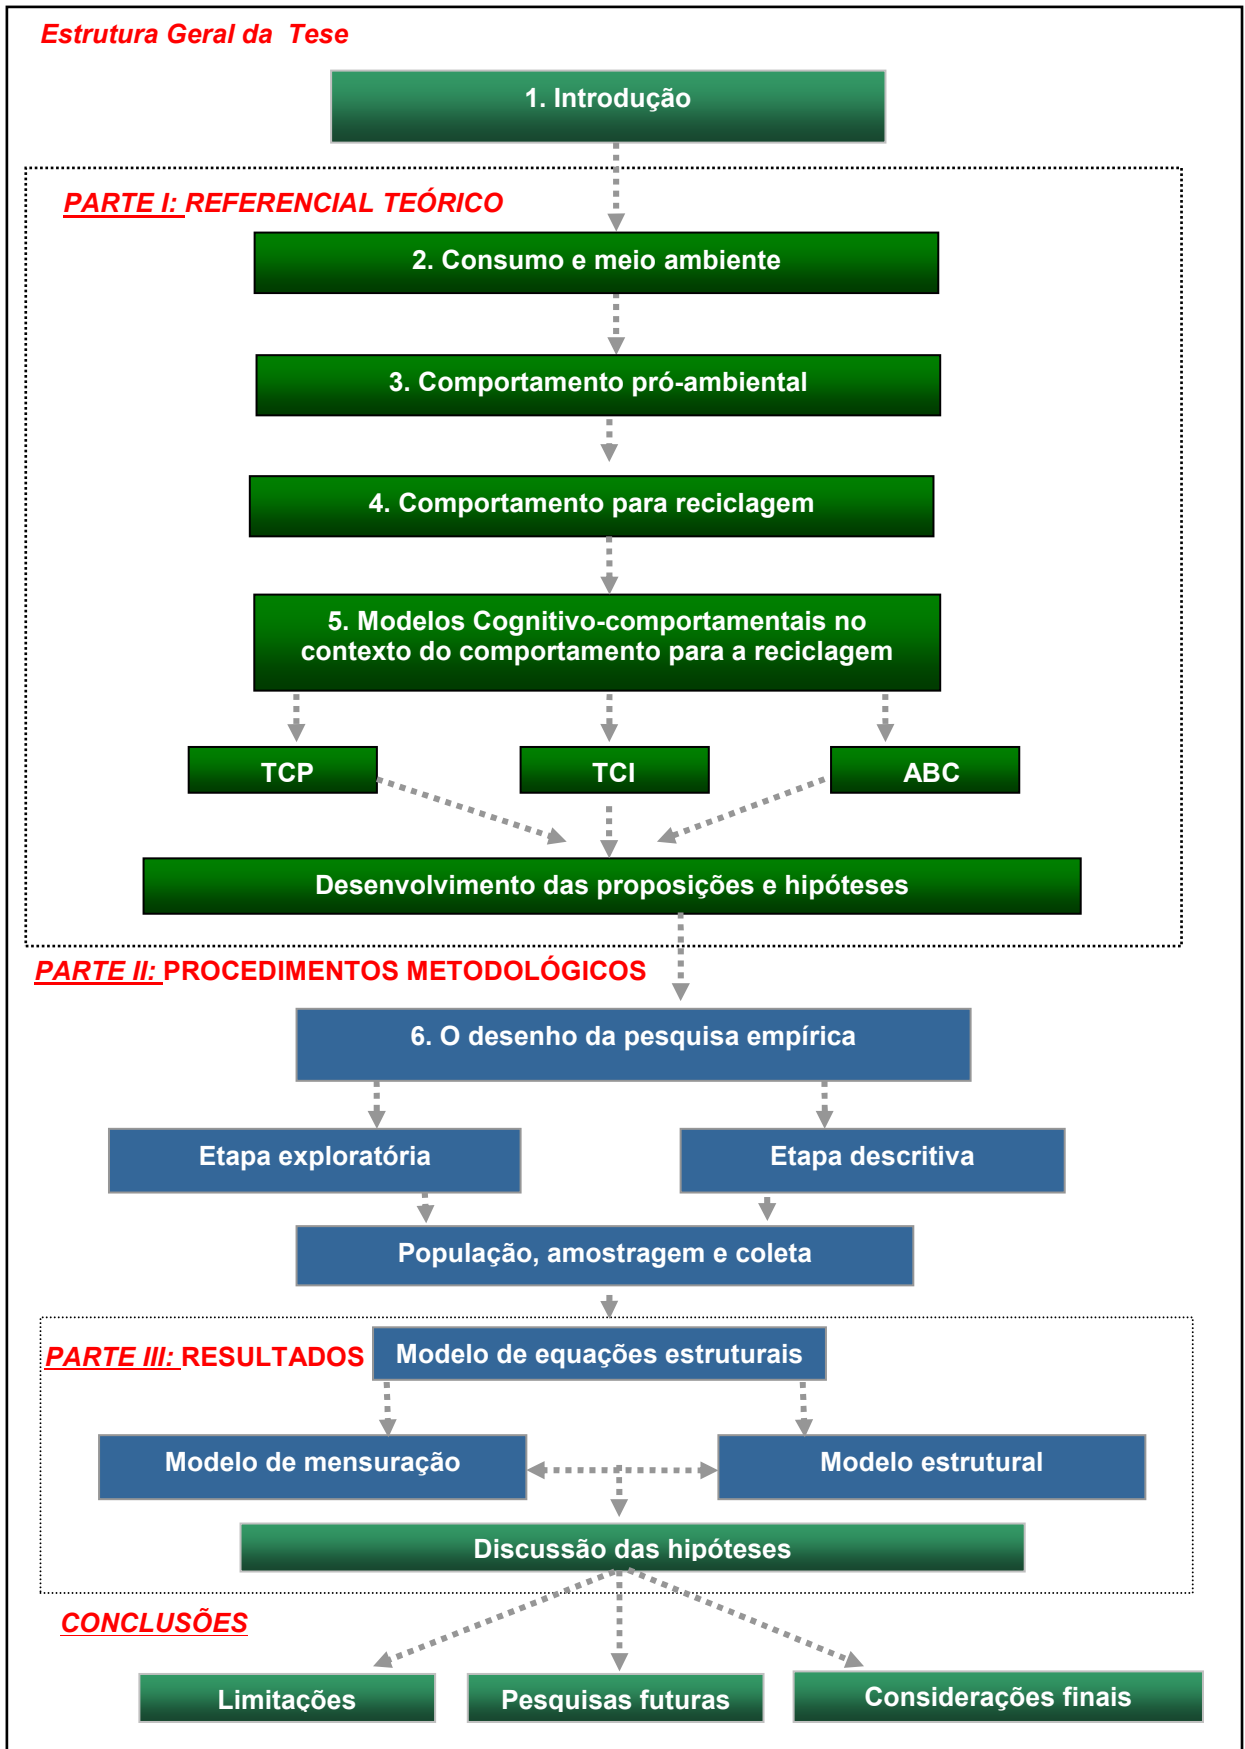 Estrutura Geral da Tese
1. Introdução
PARTE I: REFERENCIAL TEÓRICO
2. Consumo e meio ambiente
3. Comportamento pró-ambiental
4. Comportamento para reciclagem
5. Modelos Cognitivo-comportamentais no
contexto do comportamento para a reciclagem
TCP
TCI
ABC
Desenvolvimento das proposições e hipóteses
PARTE II: PROCEDIMENTOS METODOLÓGICOS
6. O desenho da pesquisa empírica
Etapa exploratória
Etapa descritiva
População, amostragem e coleta
PARTE III: RESULTADOS
Modelo de equações estruturais
Modelo de mensuração
Modelo estrutural
Discussão das hipóteses
CONCLUSÕES
Limitações
Pesquisas futuras
Considerações finais